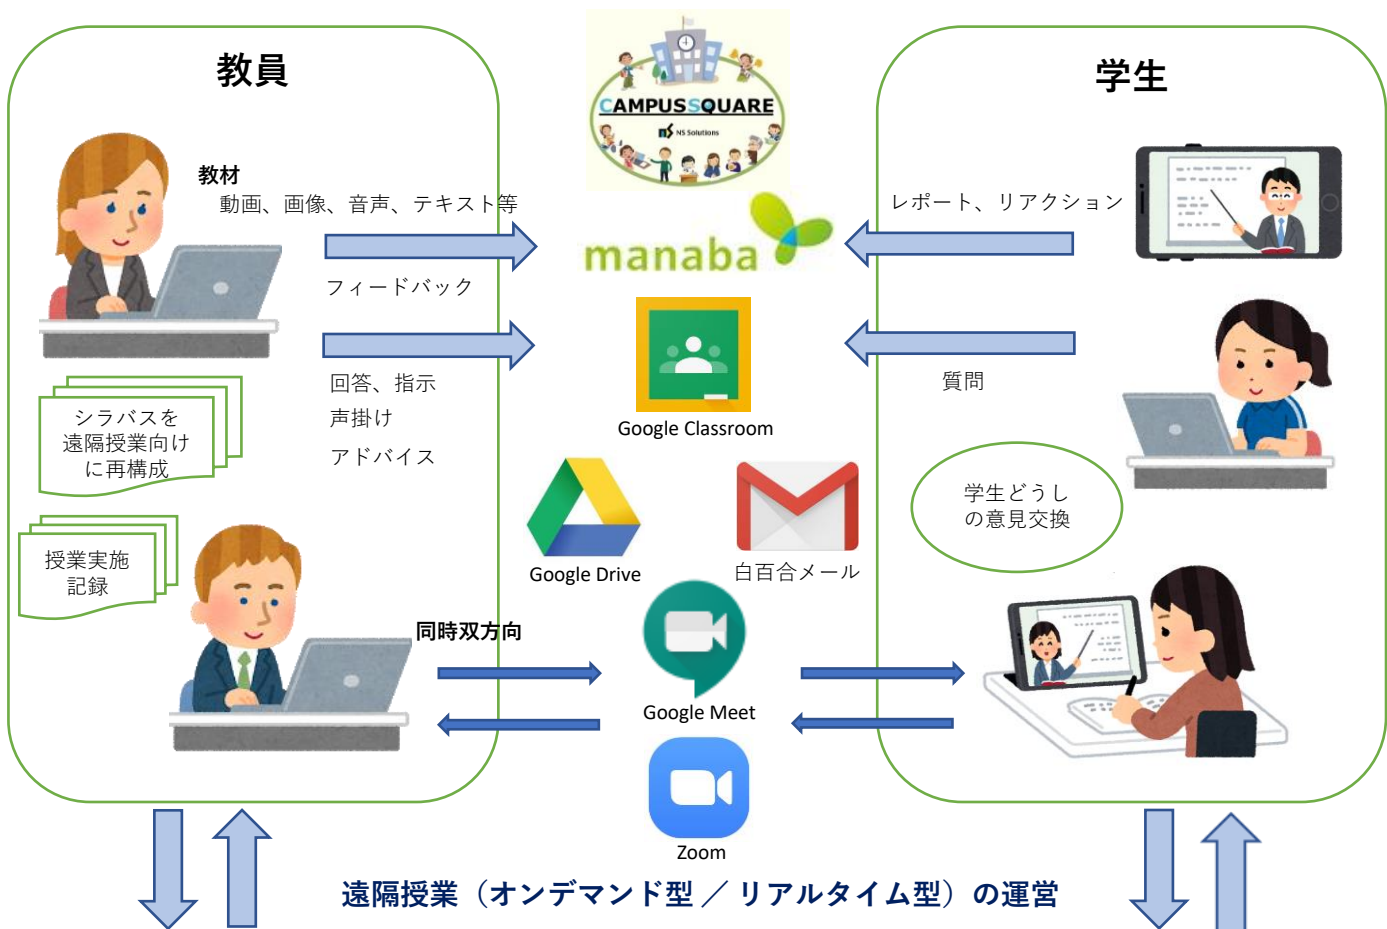 教員
学生
CAMPUSSQUARE
NS Solutions
教材
動画、画像、音声、テキスト等
レポート、リアクション
manaba
フィードバック
回答、指示
声掛け
アドバイス
質問
Google Classroom
シラバスを
遠隔授業向け
に再構成
学生どうし
の意見交換
授業実施
記録
Google Drive
白百合メール
同時双方向
Google Meet
Zoom
遠隔授業（オンデマンド型 ／ リアルタイム型）の運営